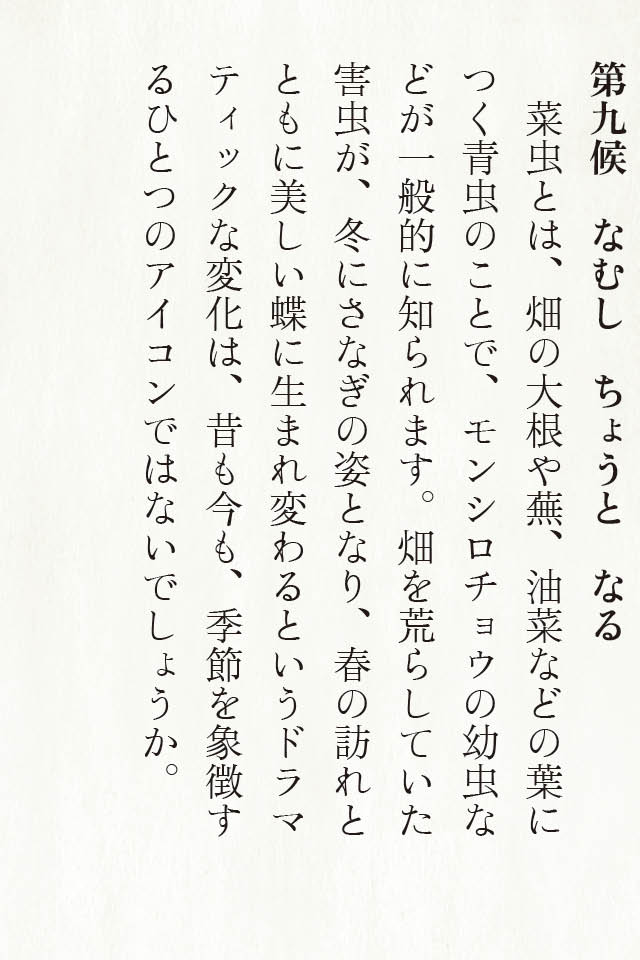 第九候　なむし　ちょうと　なる
　菜虫とは、畑の大根や蕪、油菜などの葉に
つく青虫のことで、モンシロチョウの幼虫な
どが一般的に知られます。畑を荒らしていた
害虫が、冬にさなぎの姿となり、春の訪れと
ともに美しい蝶に生まれ変わるというドラマ
ティックな変化は、昔も今も、季節を象徴す
るひとつのアイコンではないでしょうか。